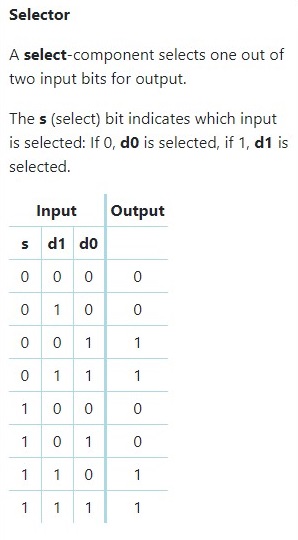 Selector
A select-component selects one out of
two input bits for output.
The s (select) bit indicates which input
is selected: If 0, d0 is selected, if 1, d1 is
selected.
Input Output
s d1 d0
0 0 0 0
0 1 0 0
0 0 1 1
0 1 1 1
1 0 0 0
1 0 1 0
1 1 0 1
1 1 1 1